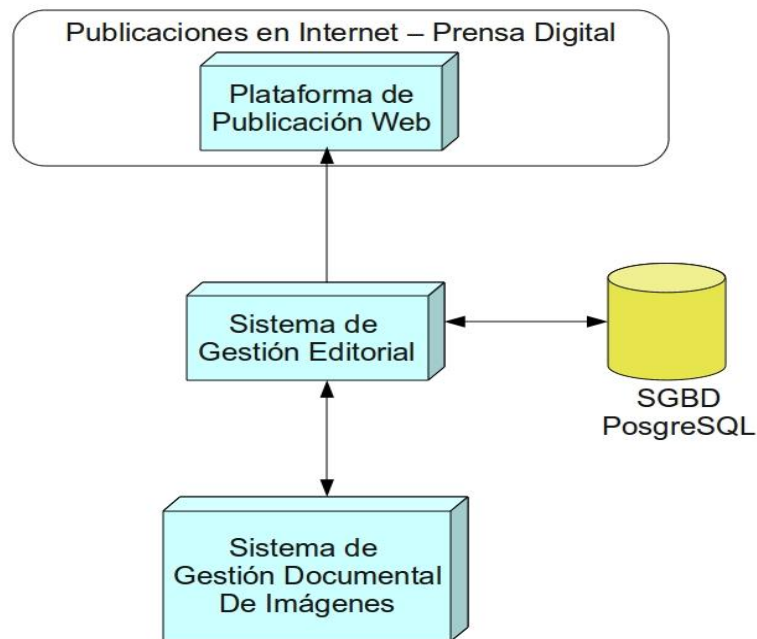 Publicaciones en Internet – Prensa Digital
Plataforma de
Publicación Web
Sistema de
Gestión Editorial
SGBD
PosgreSQL
Sistema de
Gestión Documental
De Imágenes